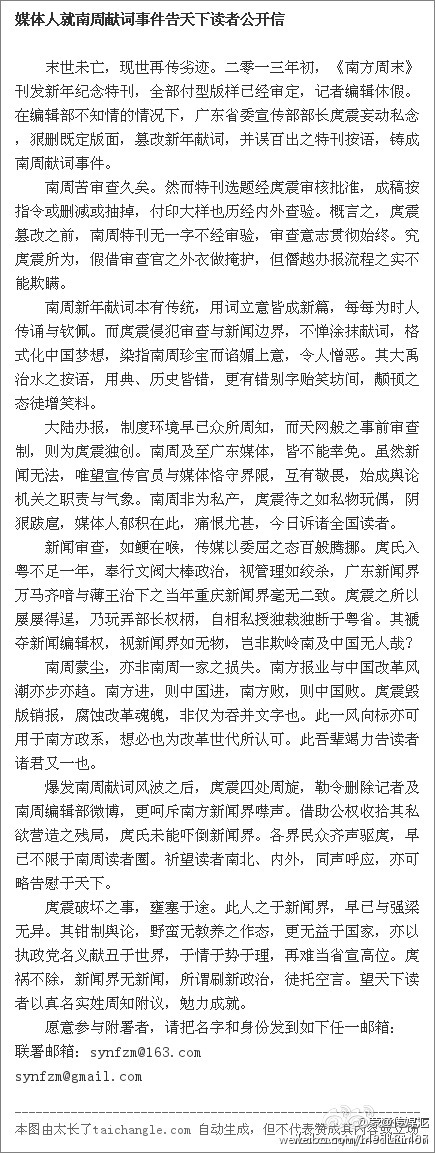 媒体人就南周献词事件告天下读者公开信
末世未亡，现世再传劣迹。二零一三年初，《南方周末》
刊发新年纪念特刊，全部付型版样已经审定，记者编辑休假。
在编辑部不知情的情况下，广东省委宣传部部长庹震妄动私念
，狠删既定版面，篡改新年献词，并误百出之特刊按语，铸成
南周献词事件。
南周苦审查久矣。然而特刊选题经庹震审核批准，成稿按
指令或删减或抽掉，付印大样也历经内外查验。概言之，庹震
篡改之前，南周特刊无一字不经审验，审查意志贯彻始终。究
庹震所为，假借审查官之外衣做掩护，但僭越办报流程之实不
能欺瞒。
南周新年献词本有传统，用词立意皆成新篇，每每为时人
传诵与钦佩。而庹震侵犯审查与新闻边界，不惮涂抹献词，格
式化中国梦想，染指南周珍宝而谄媚上意，令人憎恶。其大禹
治水之按语，用典、历史皆错，更有错别字贻笑坊间，颟顸之
态徒增笑料。
大陆办报，制度环境早已众所周知，而天网般之事前审查
制，则为庹震独创。南周及至广东媒体，皆不能幸免。虽然新
闻无法，唯望宣传官员与媒体恪守界限，互有敬畏，始成舆论
机关之职责与气象。南周非为私产，庹震待之如私物玩偶，阴
狠跋扈，媒体人郁积在此，痛恨尤甚，今日诉诸全国读者。
新闻审查，如鲠在喉，传媒以委屈之态百般腾挪。庹氏入
粤不足一年，奉行文阀大棒政治，视管理如绞杀，广东新闻界
万马齐喑与薄王治下之当年重庆新闻界毫无二致。庹震之所以
屡屡得逞，乃玩弄部长权柄，自相私授独裁独断于粤省。其褫
夺新闻编辑权，视新闻界如无物，岂非欺岭南及中国无人哉？
南周蒙尘，亦非南周一家之损失。南方报业与中国改革风
潮亦步亦趋。南方进，则中国进，南方败，则中国败。庹震毁
版销报，腐蚀改革魂魄，非仅为吞并文字也。此一风向标亦可
用于南方政系，想必也为改革世代所认可。此吾辈竭力告读者
诸君又一也。
爆发南周献词风波之后，庹震四处周旋，勒令删除记者及
南周编辑部微博，更呵斥南方新闻界噤声。借助公权收拾其私
欲营造之残局，庹氏未能吓倒新闻界。各界民众齐声驱庹，早
已不限于南周读者圈。祈望读者南北、内外，同声呼应，亦可
略告慰于天下。
庹震破坏之事，壅塞于途。此人之于新闻界，早已与强梁
无异。其钳制舆论，野蛮无教养之作态，更无益于国家，亦以
执政党名义献丑于世界，于情于势于理，再难当省宣高位。庹
祸不除，新闻界无新闻，所谓刷新政治，徒托空言。望天下读
者以真名实姓周知附议，勉力成就。
愿意参与附署者，请把名字和身份发到如下任一邮箱：
联署邮箱：synfzm@163.com
synfzm@gmail.com
本图由太长了taichangle.com 自动生成，但不代表赞成其内容或立场